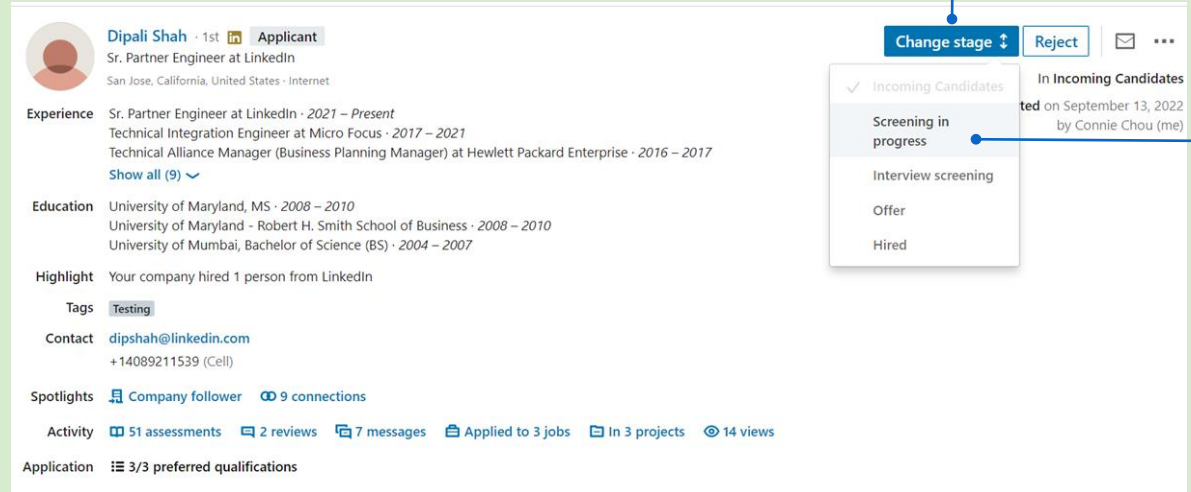 Dipali Shah · 1st in Applicant
Sr. Partner Engineer at LinkedIn
San Jose, California, United States · Internet
Change stage
Reject
In Incoming Candidates
ted on September 13, 2022
by Connie Chou (me)
Incoming Candidates
Screening in
progress
Interview screening
Offer
Hired
Experience Sr. Partner Engineer at LinkedIn · 2021 – Present
Technical Integration Engineer at Micro Focus · 2017 – 2021
Technical Alliance Manager (Business Planning Manager) at Hewlett Packard Enterprise · 2016 – 2017
Show all (9)
Education University of Maryland, MS · 2008 – 2010
University of Maryland - Robert H. Smith School of Business · 2008 – 2010
University of Mumbai, Bachelor of Science (BS) · 2004 – 2007
Highlight Your company hired 1 person from LinkedIn
Tags Testing
Contact dipshah@linkedin.com
+14089211539 (Cell)
Spotlights Company follower 9 connections
Activity 51 assessments 2 reviews 7 messages Applied to 3 jobs In 3 projects 14 views
Application 3/3 preferred qualifications